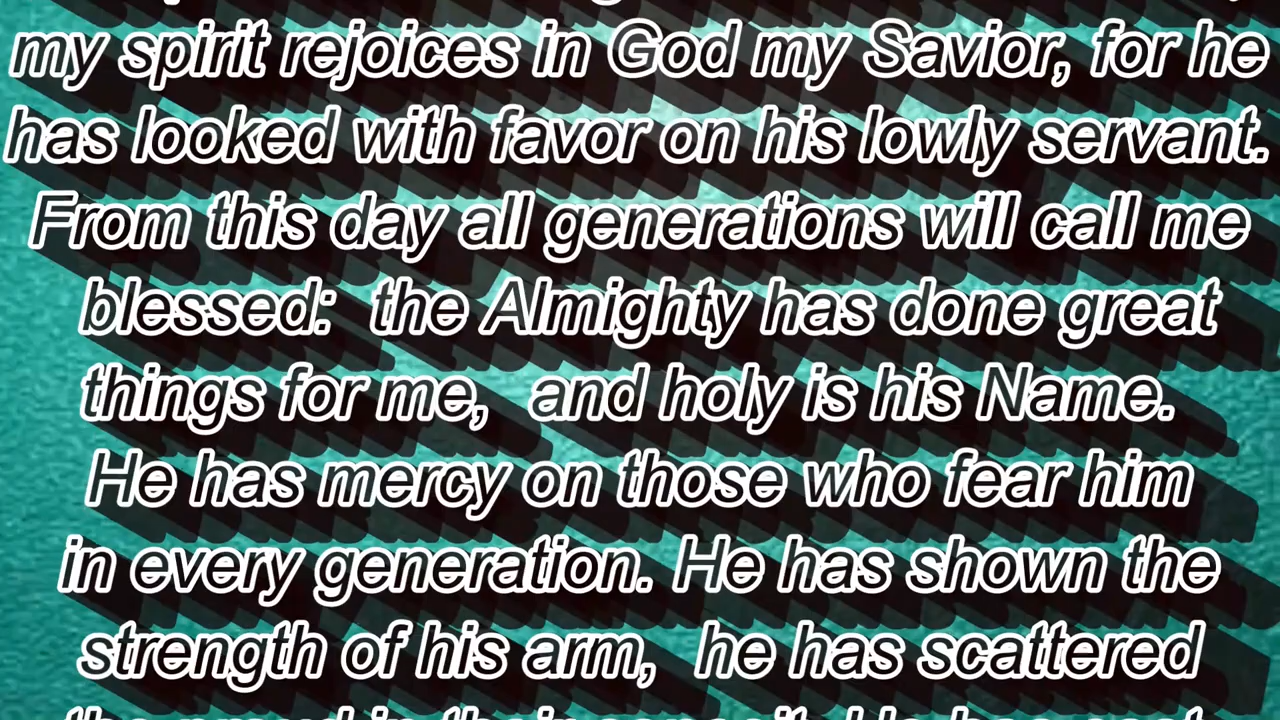 my spirit rejoices in God my Savior, for he
has looked with favor on his lowly servant.
From this day all generations will call me
blessed:  the Almighty has done great
things for me,  and holy is his Name.
He has mercy on those who fear him
in every generation. He has shown the
strength of his arm,  he has scattered